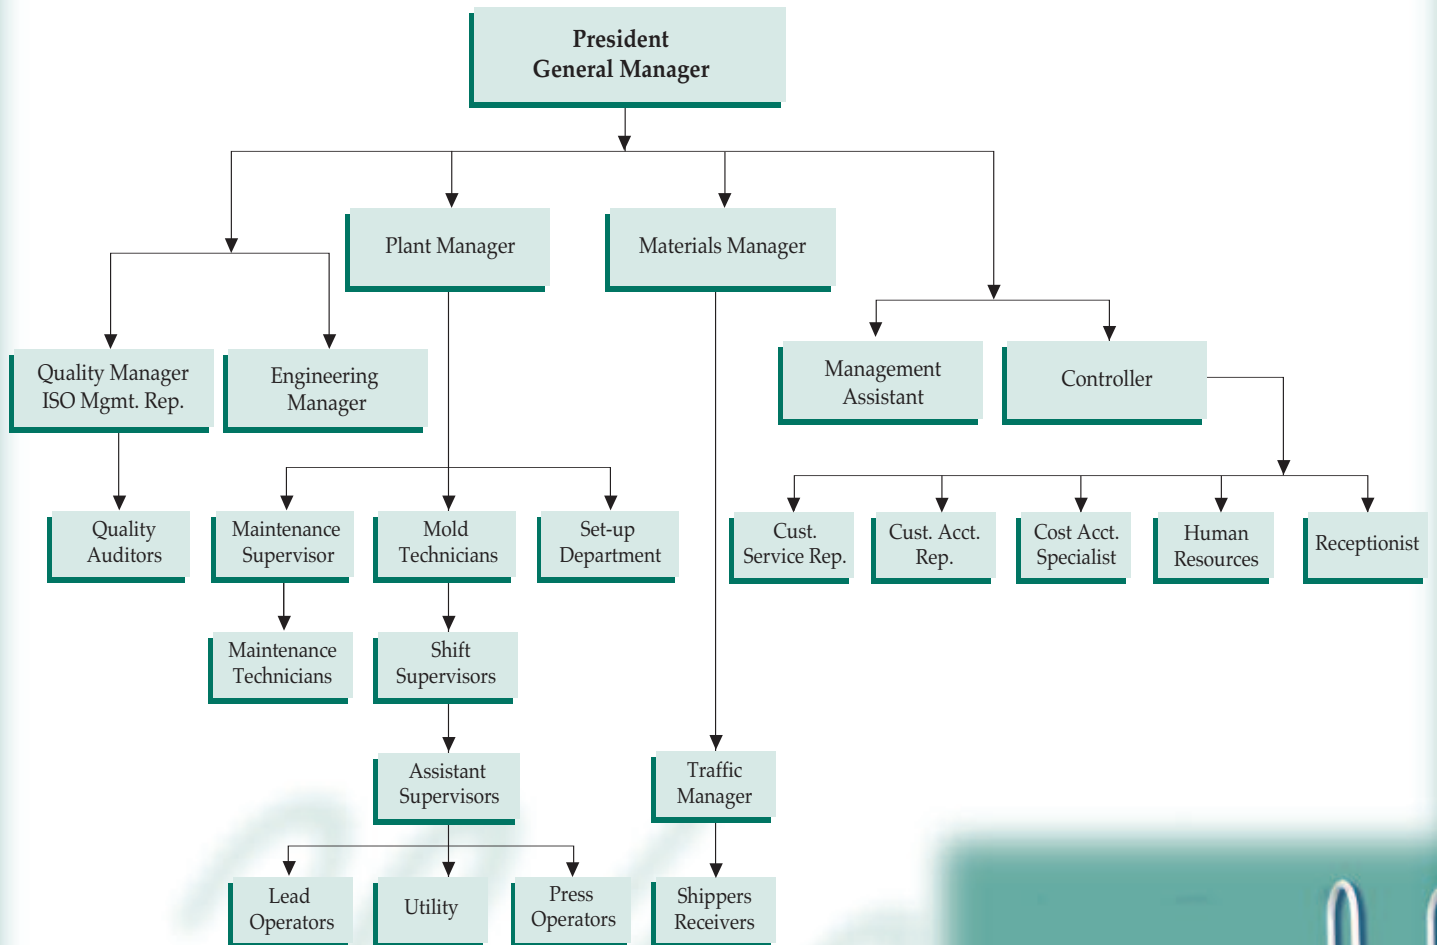 President
General Manager
Plant Manager
Materials Manager
Quality Manager
ISO Mgmt. Rep.
Engineering
Manager
Management
Assistant
Controller
Quality
Auditors
Maintenance
Supervisor
Mold
Technicians
Set-up
Department
Cust.
Service Rep.
Cust. Acct.
Rep.
Cost Acct.
Specialist
Human
Resources
Receptionist
Maintenance
Technicians
Shift
Supervisors
Assistant
Supervisors
Traffic
Manager
Lead
Operators
Utility
Press
Operators
Shippers
Receivers